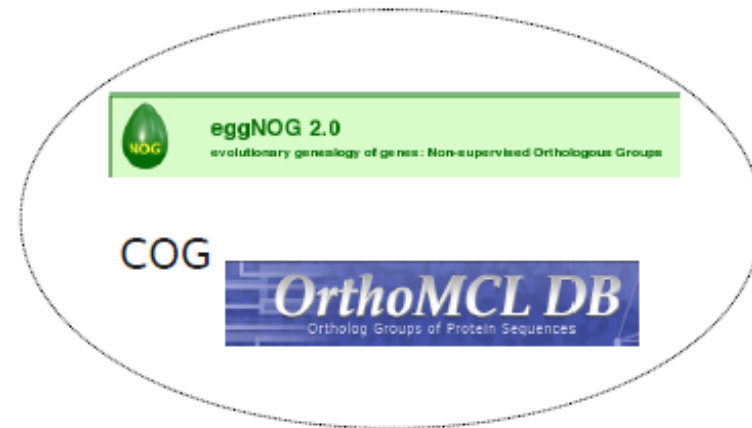 eggNOG 2.0
NOG
evolutionary genealogy of genes: Non-supervised Orthologous Groups
COG
OrthoMCL DB
Ortholog Groups of Protein Sequences